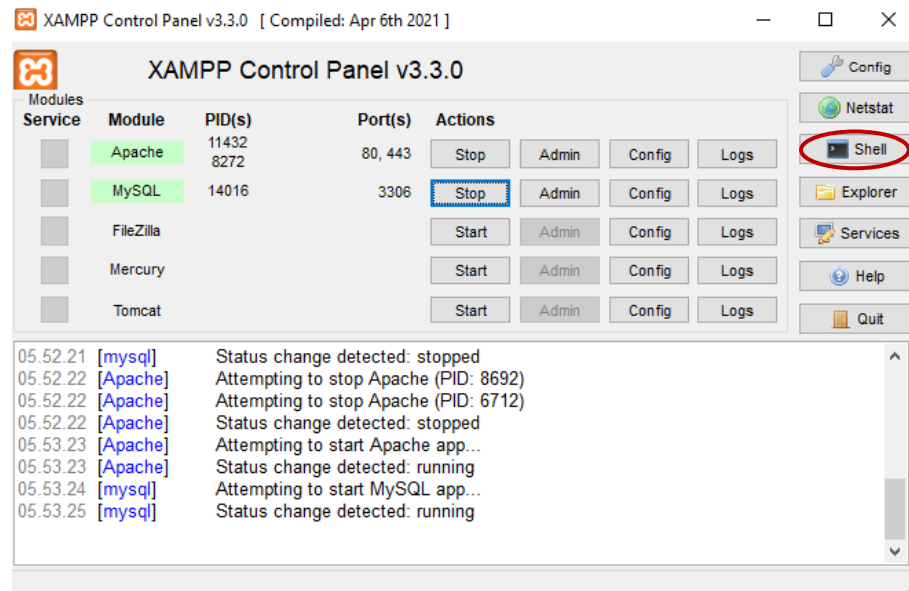 XAMPP Control Panel v3.3.0 [ Compiled: Apr 6th 2021 ]
XAMPP Control Panel v3.3.0
Config
Modules
Service Module PID(s) Port(s) Actions
Netstat
Apache 11432 8272 80, 443 Stop Admin Config Logs
Shell
MySQL 14016 3306 Stop Admin Config Logs
Explorer
FileZilla Start Admin Config Logs
Services
Mercury Start Admin Config Logs
Help
Tomcat Start Admin Config Logs
Quit
05.52.21 [mysql] Status change detected: stopped
05.52.22 [Apache] Attempting to stop Apache (PID: 8692)
05.52.22 [Apache] Attempting to stop Apache (PID: 6712)
05.52.22 [Apache] Status change detected: stopped
05.53.23 [Apache] Attempting to start Apache app...
05.53.23 [Apache] Status change detected: running
05.53.24 [mysql] Attempting to start MySQL app...
05.53.25 [mysql] Status change detected: running